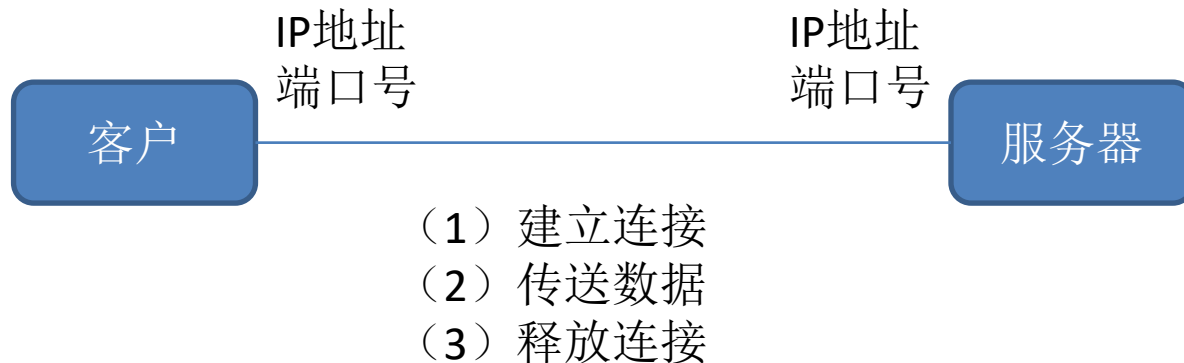 IP地址
端口号
IP地址
端口号
客户
服务器
（1）建立连接
（2）传送数据
（3）释放连接